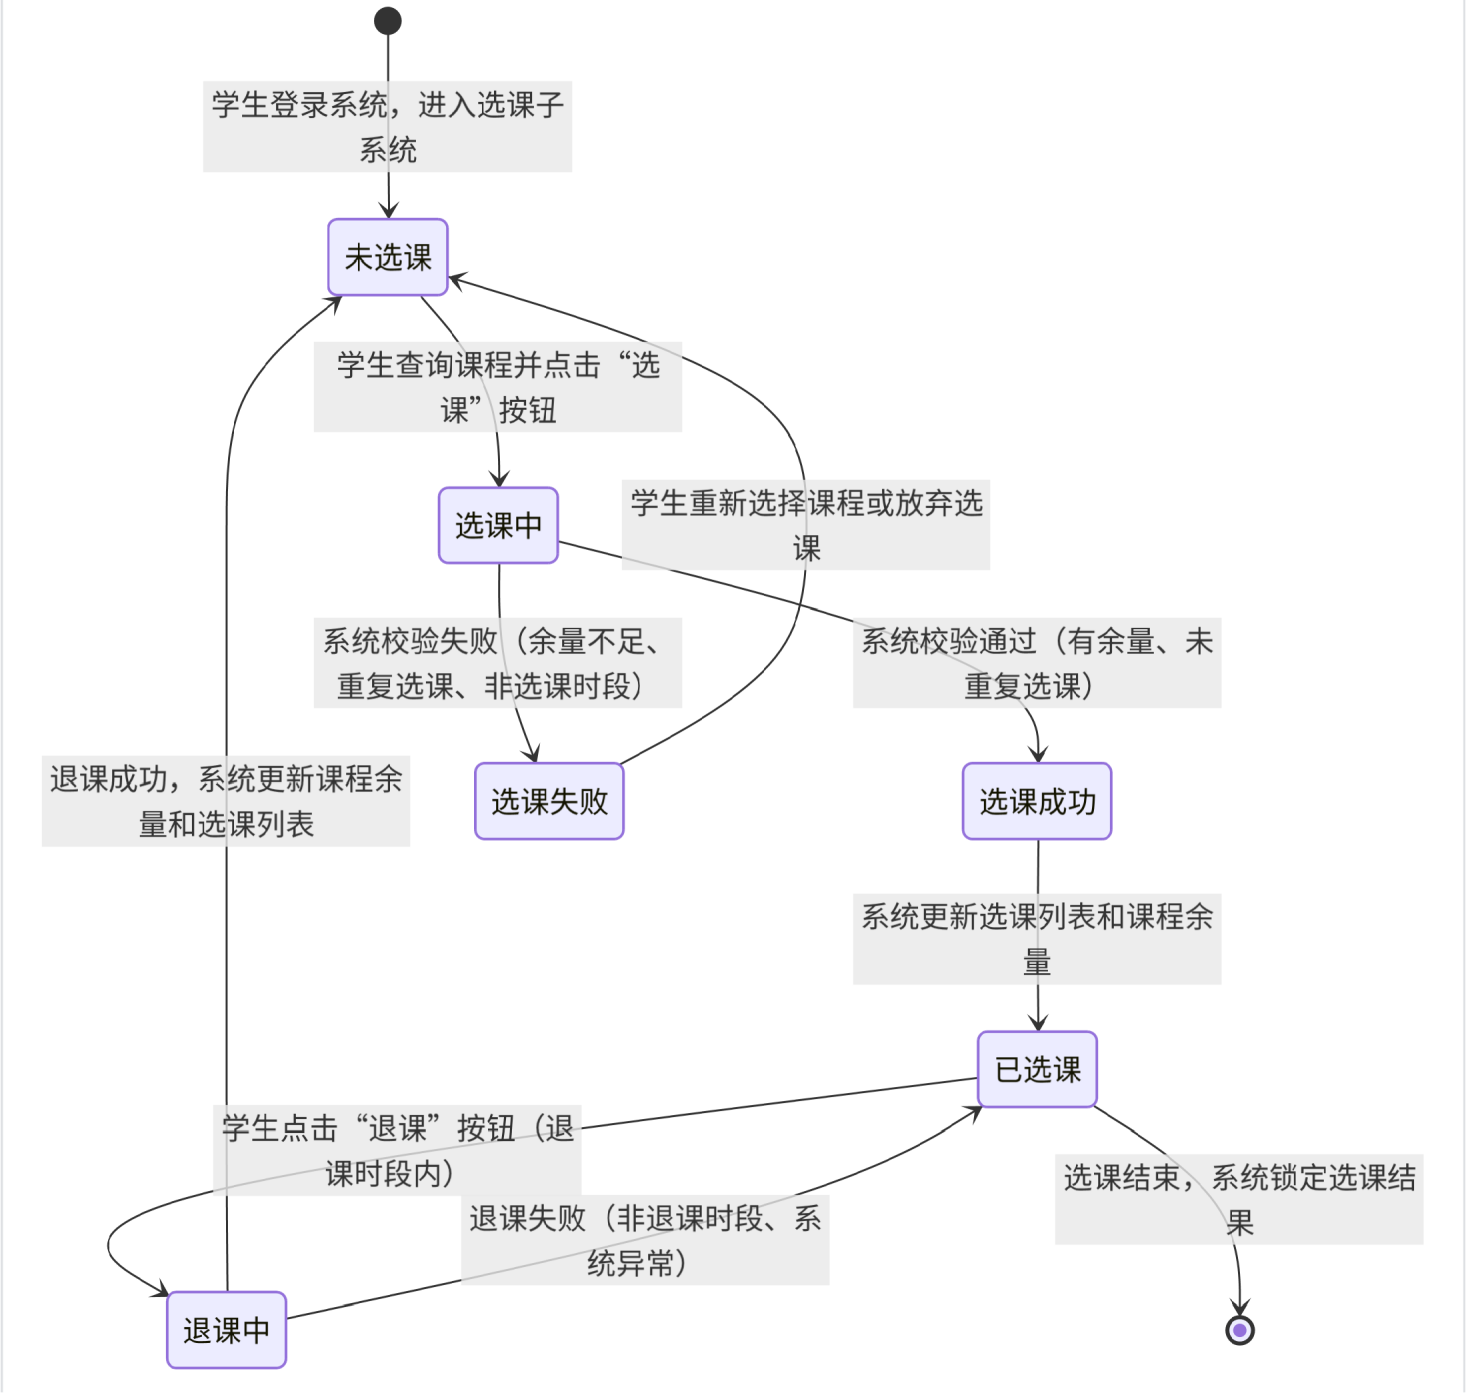 学生登录系统，进入选课子
系统
未选课
学生查询课程并点击“选
课”按钮
选课中
学生重新选择课程或放弃选
课
系统校验失败（余量不足、
重复选课、非选课时段）
系统校验通过（有余量、未
重复选课）
选课失败
选课成功
退课成功，系统更新课程余
量和选课列表
系统更新选课列表和课程余
量
已选课
学生点击“退课”按钮（退
课时段内）
选课结束，系统锁定选课结
果
退课失败（非退课时段、系
统异常）
退课中